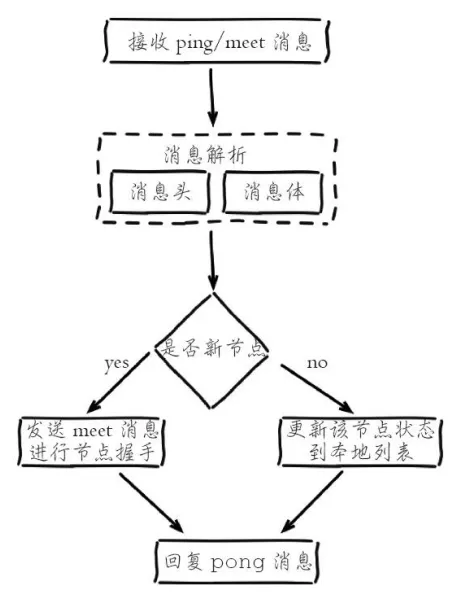 接收 ping/meet 消息
消息解析
消息头
消息体
是否新节点
yes
no
发送 meet 消息
进行节点握手
更新该节点状态
到本地列表
回复 pong 消息